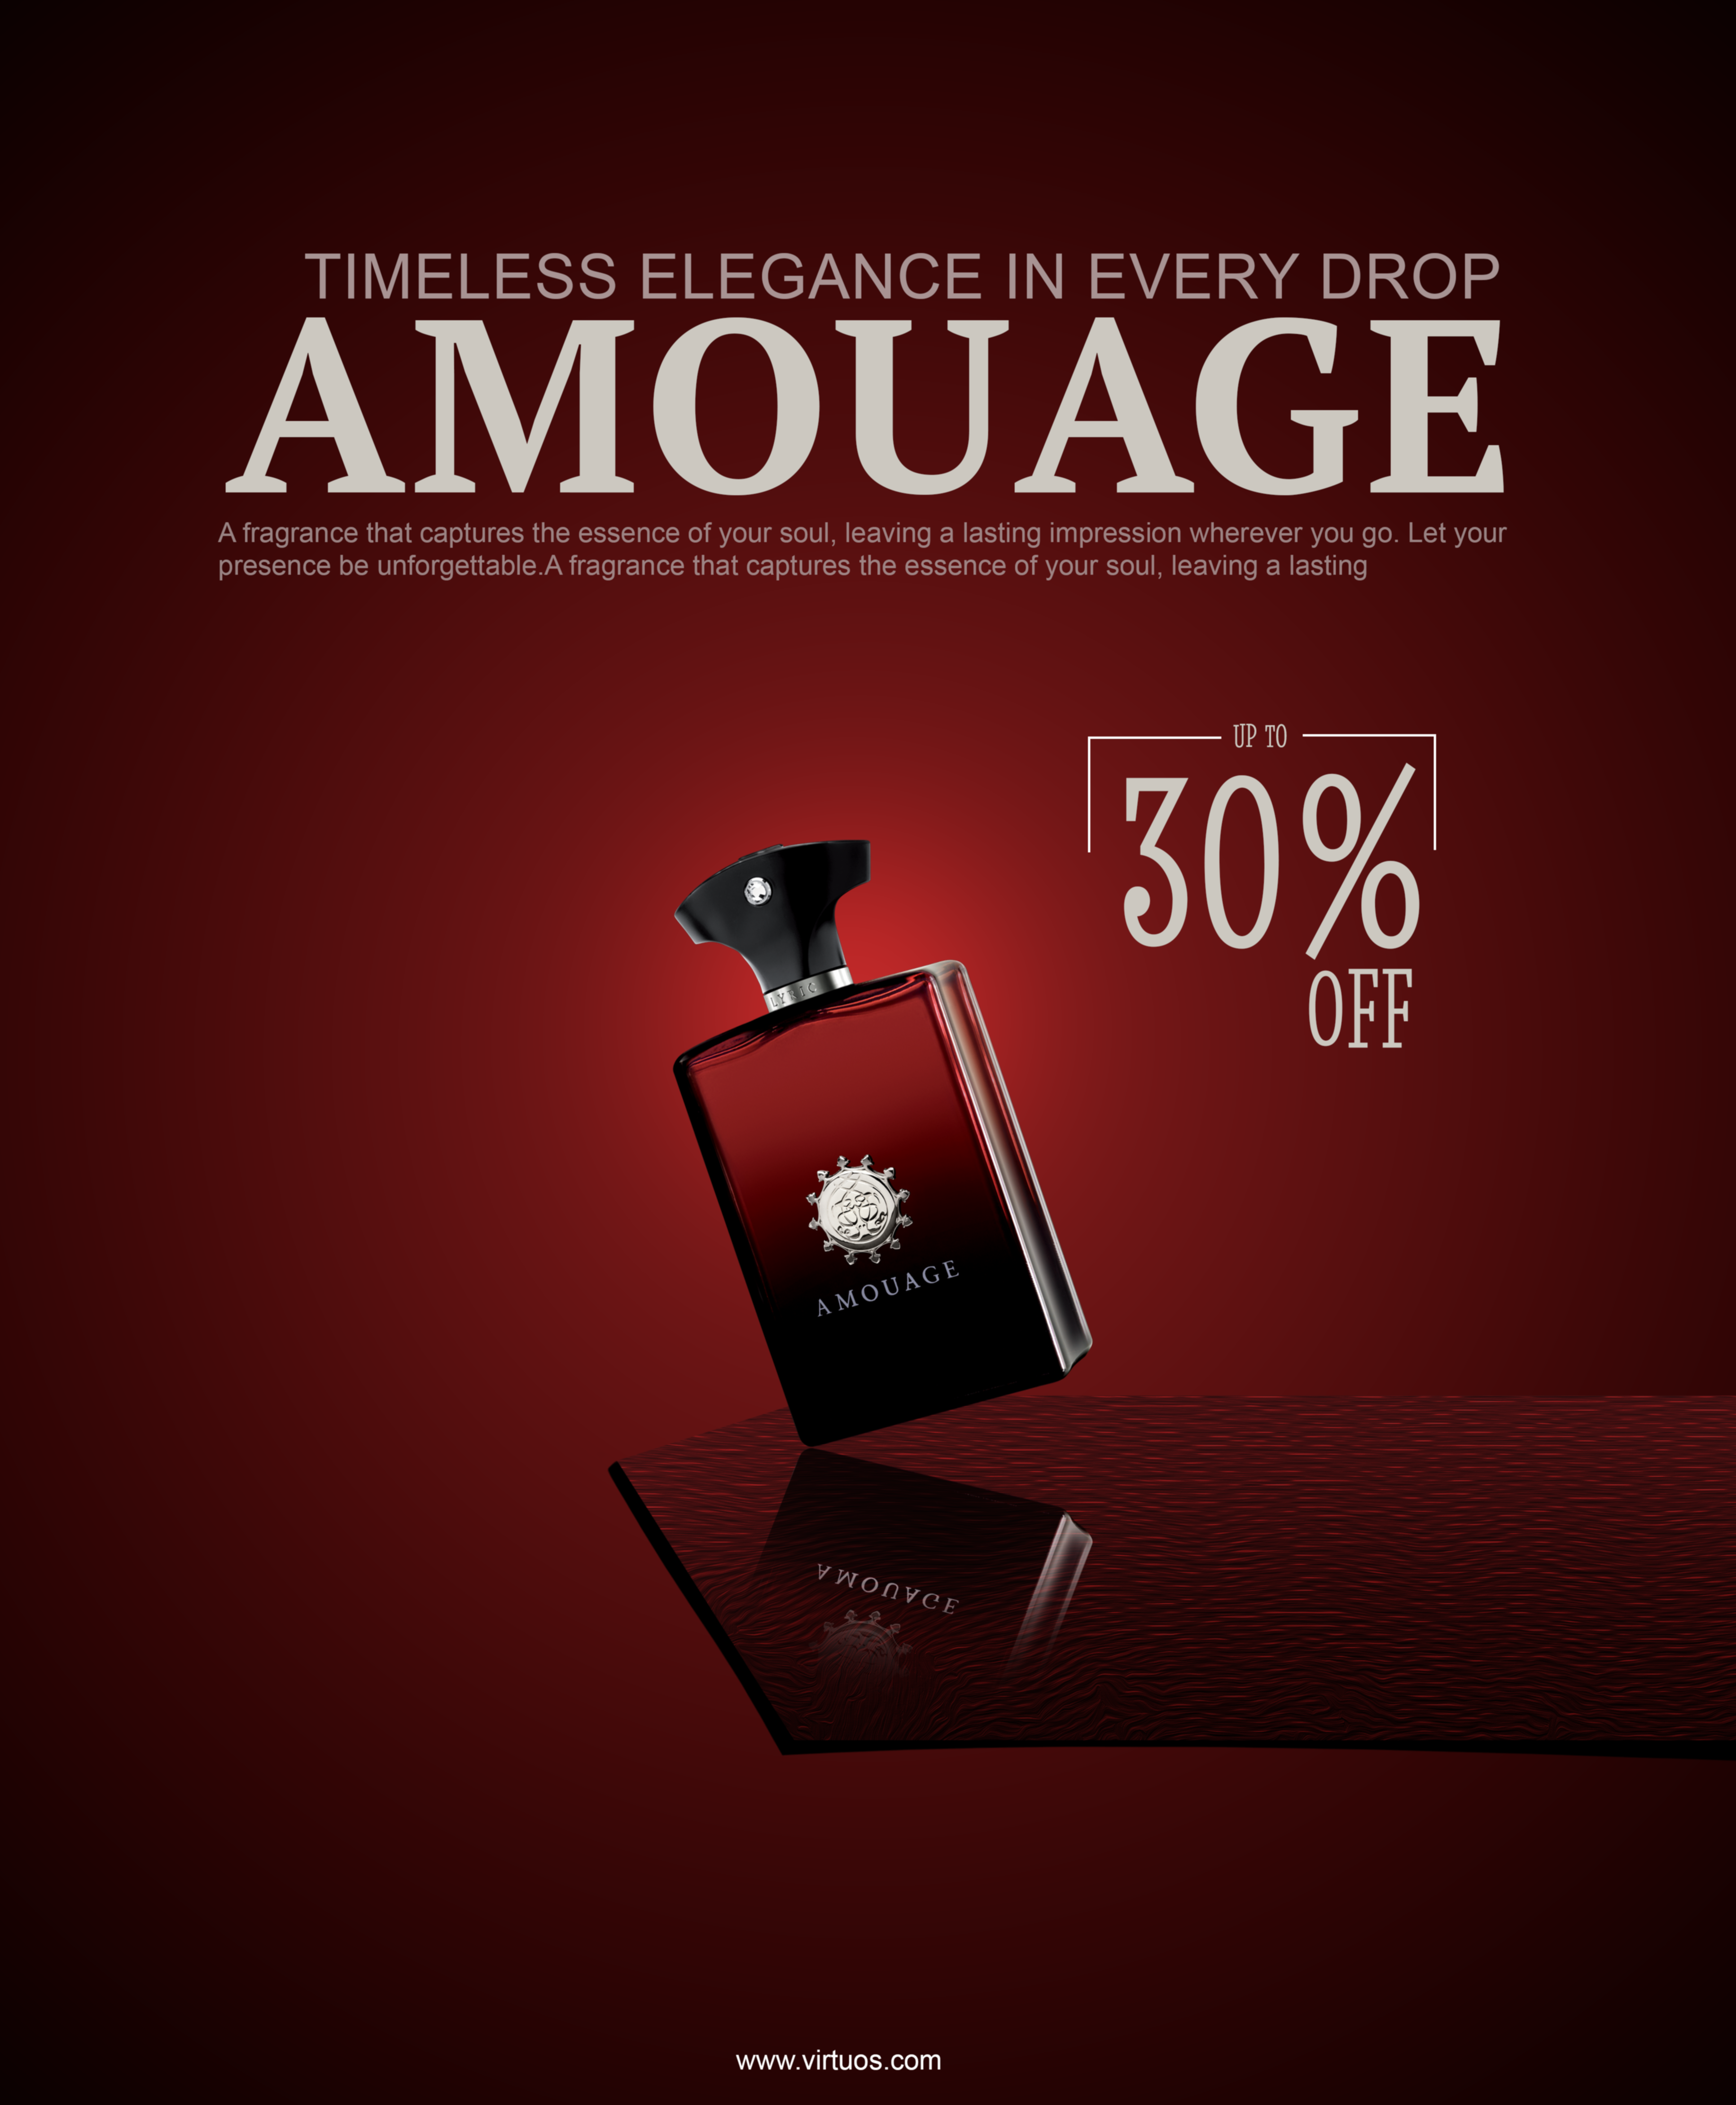 TIMELESS ELEGANCE IN EVERY DROP
AMOUAGE
A fragrance that captures the essence of your soul, leaving a lasting impression wherever you go. Let your
presence be unforgettable.A fragrance that captures the essence of your soul, leaving a lasting
UP TO
30%
OFF
LYRIC
AMOUAGE
AMOUAGE
www.virtuos.com